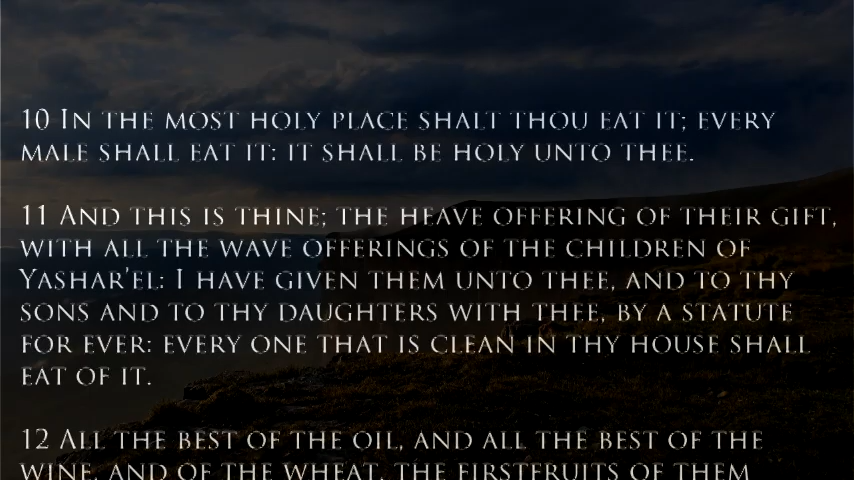 10 In the most holy place shalt thou eat it; every
male shall eat it: it shall be holy unto thee.
11 And this is thine; the heave offering of their gift,
with all the wave offerings of the children of
Yashar'el: I have given them unto thee, and to thy
sons and to thy daughters with thee, by a statute
for ever: every one that is clean in thy house shall
eat of it.
12 All the best of the oil, and all the best of the
wine, and of the wheat, the firstfruits of them